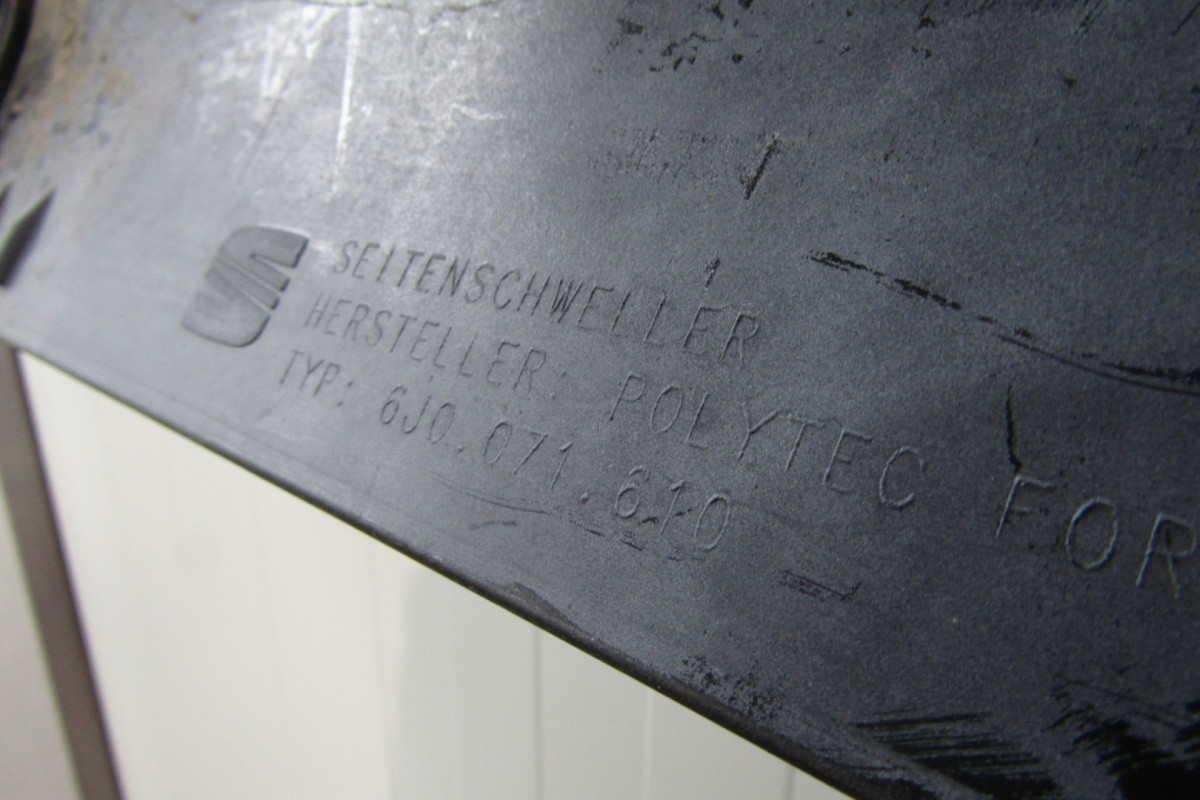 SEITENSCHWELLER
HERSTELLER: POLYTEC FOR
TYP: 6J0.071.610